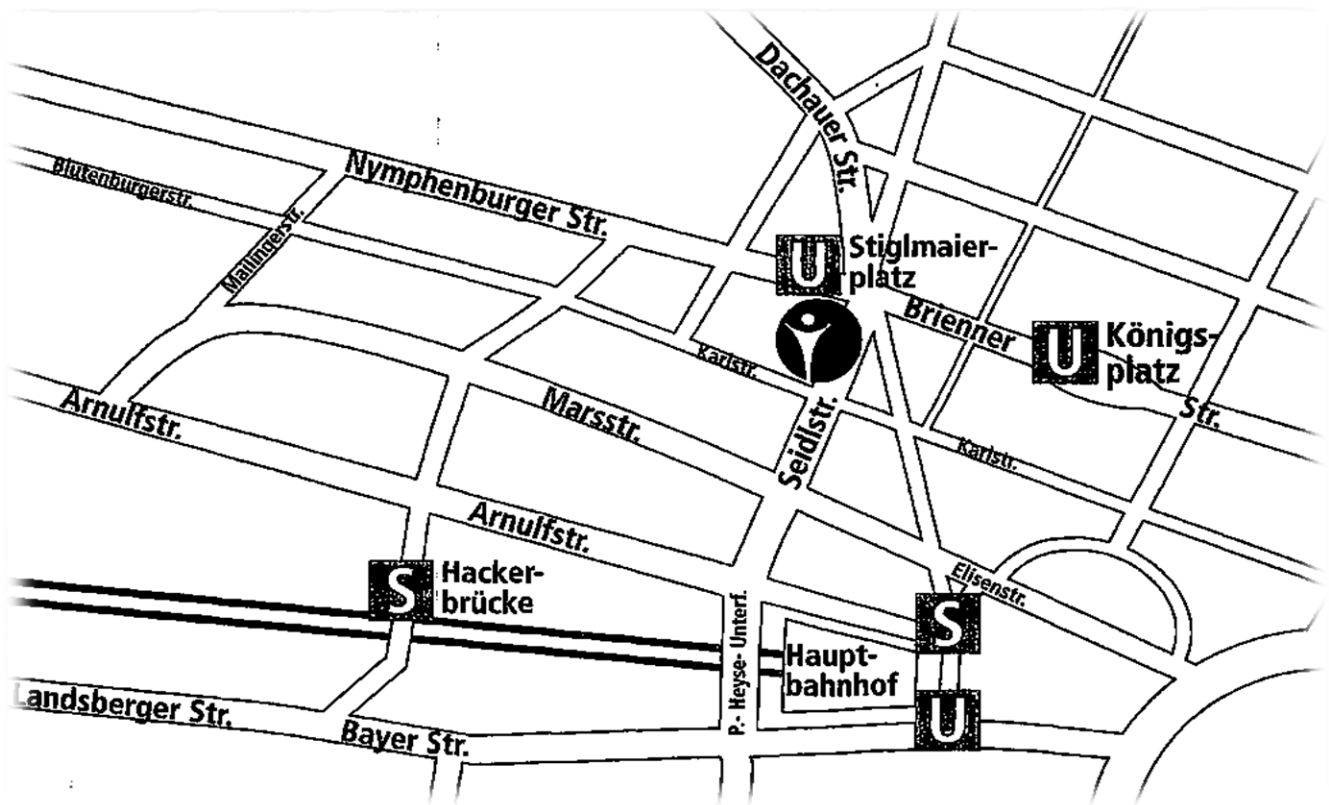 Dachauer Str.
Nymphenburger Str.
Blutenburgerstr.
Maillingerstr.
U
Stiglmaier-
platz
Brienner
Str.
U
Königs-
platz
Karlstr.
Arnulfstr.
Marsstr.
Seidlstr.
Karlstr.
Arnulfstr.
S
Hacker-
brücke
Elisenstr.
S
P.- Heyse- Unterf.
Haupt-
bahnhof
U
Landsberger Str.
Bayer Str.